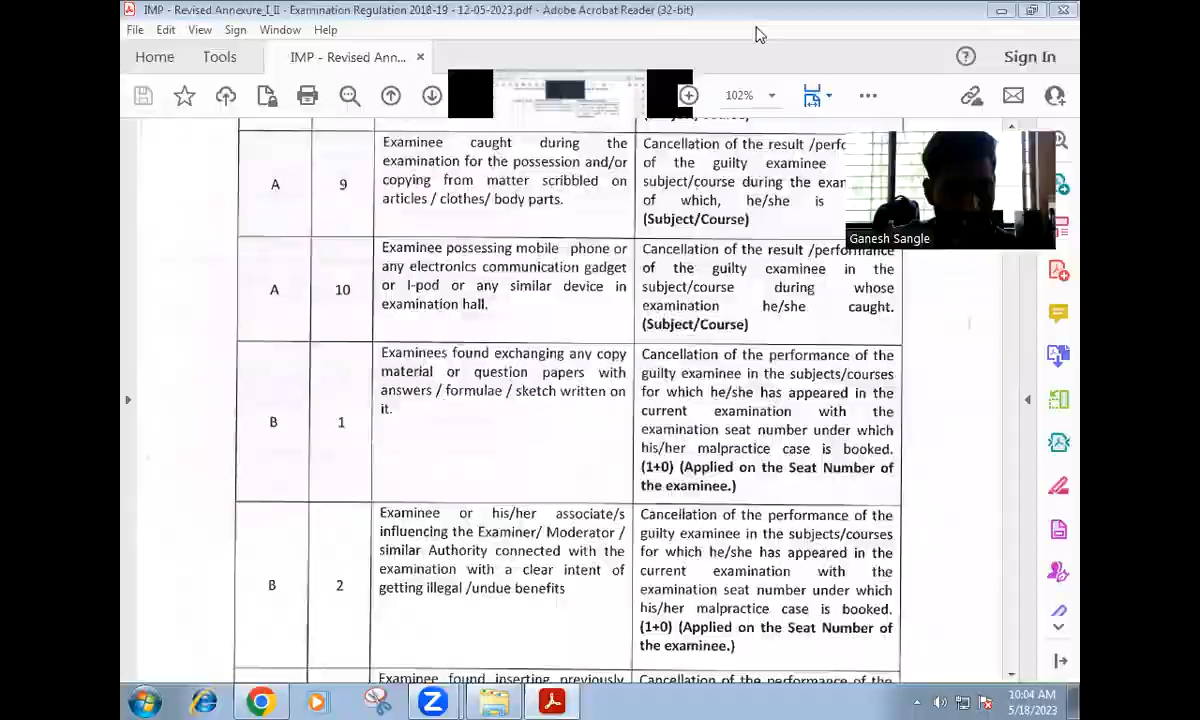 IMP - Revised Annexure_I_II - Examination Regulation 2018-19 - 12-05-2023.pdf - Adobe Acrobat Reader (32-bit)
File Edit View Sign Window Help
Home Tools IMP - Revised Ann... × Sign In
102%
Examinee caught during the
examination for the possession and/or
copying from matter scribbled on
articles / clothes/ body parts.
A 9
Cancellation of the result /perfo
of the guilty examinee
subject/course during the exam
of which, he/she is
(Subject/Course)
Ganesh Sangle
Examinee possessing mobile phone or
any electronics communication gadget
or I-pod or any similar device in
examination hall.
A 10
Cancellation of the result /performance
of the guilty examinee in the
subject/course during whose
examination he/she caught.
(Subject/Course)
Examinees found exchanging any copy
material or question papers with
answers / formulae / sketch written on
it.
B 1
Cancellation of the performance of the
guilty examinee in the subjects/courses
for which he/she has appeared in the
current examination with the
examination seat number under which
his/her malpractice case is booked.
(1+0) (Applied on the Seat Number of
the examinee.)
Examinee or his/her associate/s
influencing the Examiner/ Moderator /
similar Authority connected with the
examination with a clear intent of
getting illegal /undue benefits
B 2
Cancellation of the performance of the
guilty examinee in the subjects/courses
for which he/she has appeared in the
current examination with the
examination seat number under which
his/her malpractice case is booked.
(1+0) (Applied on the Seat Number of
the examinee.)
Examinee found inserting previously
Cancellation of the performance of the
10:04 AM
5/18/2023